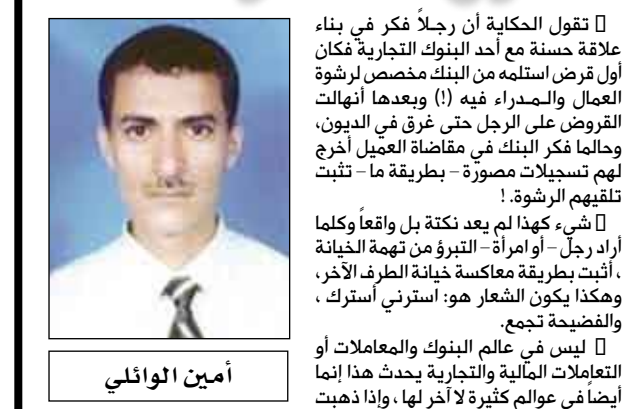 ▯ تقول الحكاية أن رجـلاً فكر في بناء
علاقة حسنة مع أحد البنوك التجارية فكان
أول قرض استلمه من البنك مخصص لرشوة
العمال والـمـدراء فيه (!) وبعدها أنهالت
القروض على الرجل حتى غرق في الديون،
وحالما فكر البنك في مقاضاة العميل أخرج
لهم تسجيلات مصورة – بطريقة ما – تثبت
تلقيهم الرشوة. !
▯ شيء كهذا لم يعد نكتة بل واقعاً وكلما
أراد رجل – أو امرأة – التبرؤ من تهمة الخيانة
، أثبت بطريقة معاكسة خيانة الطرف الآخر،
وهكذا يكون الشعار هو: استرني أسترك ،
والفضيحة تجمع.
▯ ليس في عالم البنوك والمعاملات أو
التعاملات المالية والتجارية يحدث هذا إنما
أيضاً في عوالم كثيرة لا آخر لها ، وإذا ذهبت
أمين الوائلي